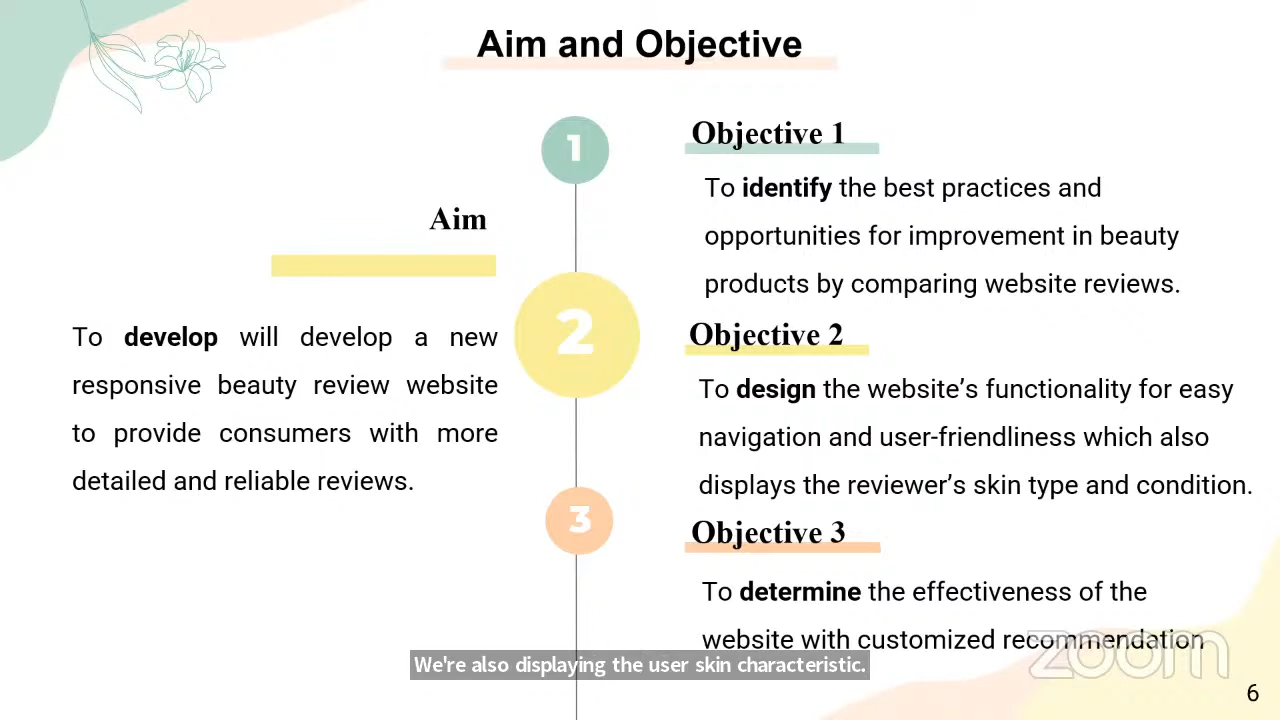 Aim and Objective
Aim
To develop will develop a new
responsive beauty review website
to provide consumers with more
detailed and reliable reviews.
1
2
3
Objective 1
To identify the best practices and
opportunities for improvement in beauty
products by comparing website reviews.
Objective 2
To design the website’s functionality for easy
navigation and user-friendliness which also
displays the reviewer’s skin type and condition.
Objective 3
To determine the effectiveness of the
website with customized recommendation
We're also displaying the user skin characteristic.
zoom
6